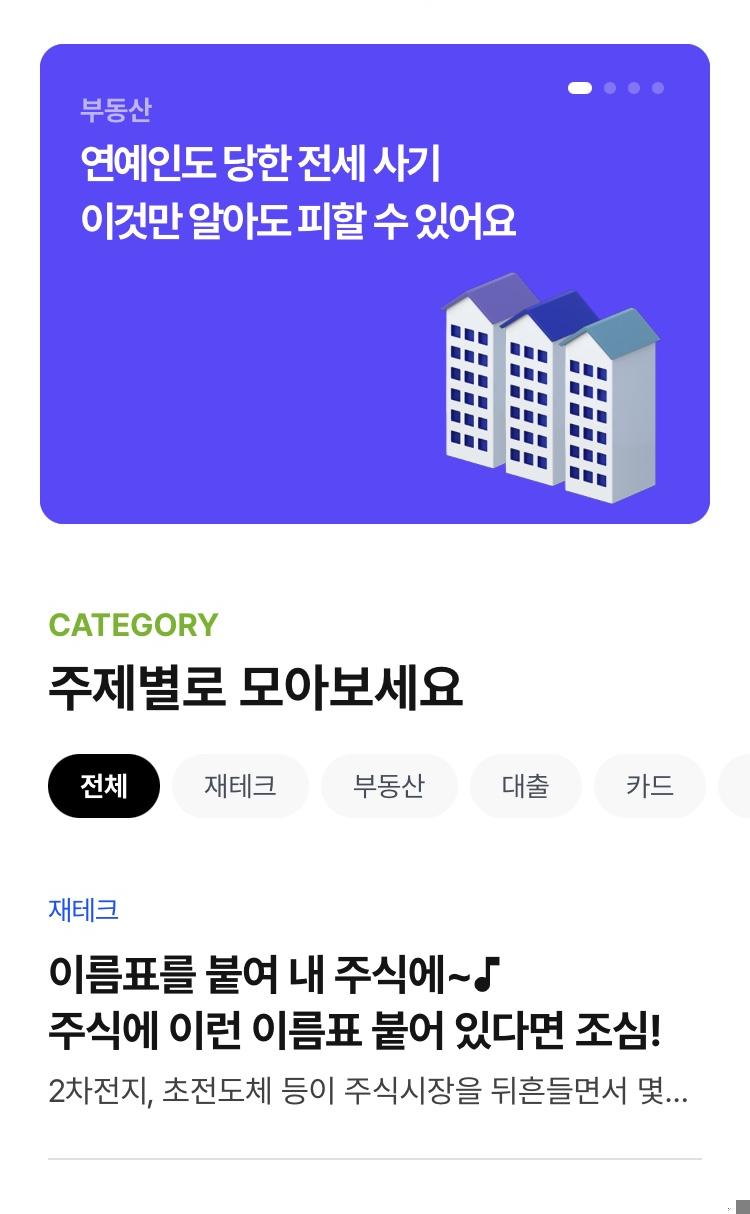 부동산
연예인도 당한 전세 사기
이것만 알아도 피할 수 있어요
CATEGORY
주제별로 모아보세요
전체 재테크 부동산 대출 카드
재테크
이름표를 붙여 내 주식에~♪
주식에 이런 이름표 붙어 있다면 조심!
2차전지, 초전도체 등이 주식시장을 뒤흔들면서 몇...